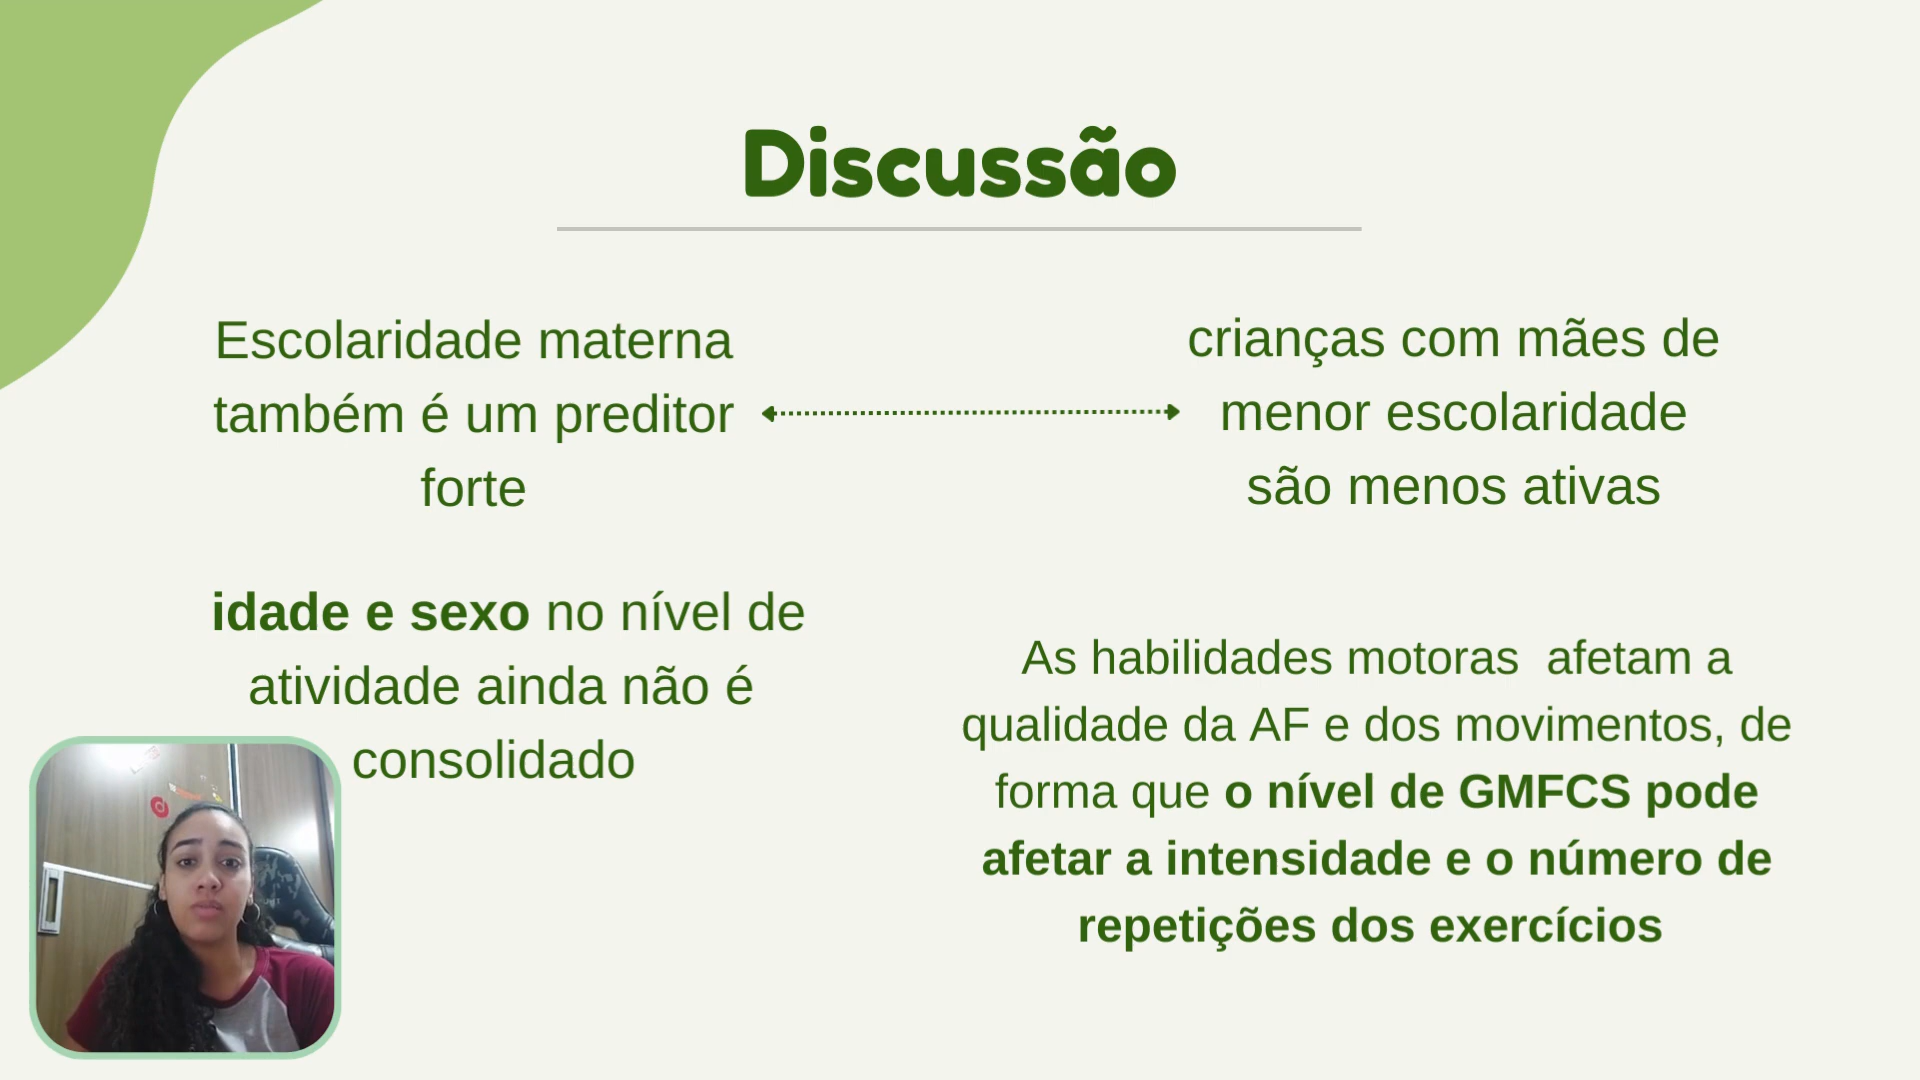 Discussão
Escolaridade materna
também é um preditor
forte
crianças com mães de
menor escolaridade
são menos ativas
idade e sexo no nível de
atividade ainda não é
consolidado
As habilidades motoras  afetam a
qualidade da AF e dos movimentos, de
forma que o nível de GMFCS pode
afetar a intensidade e o número de
repetições dos exercícios